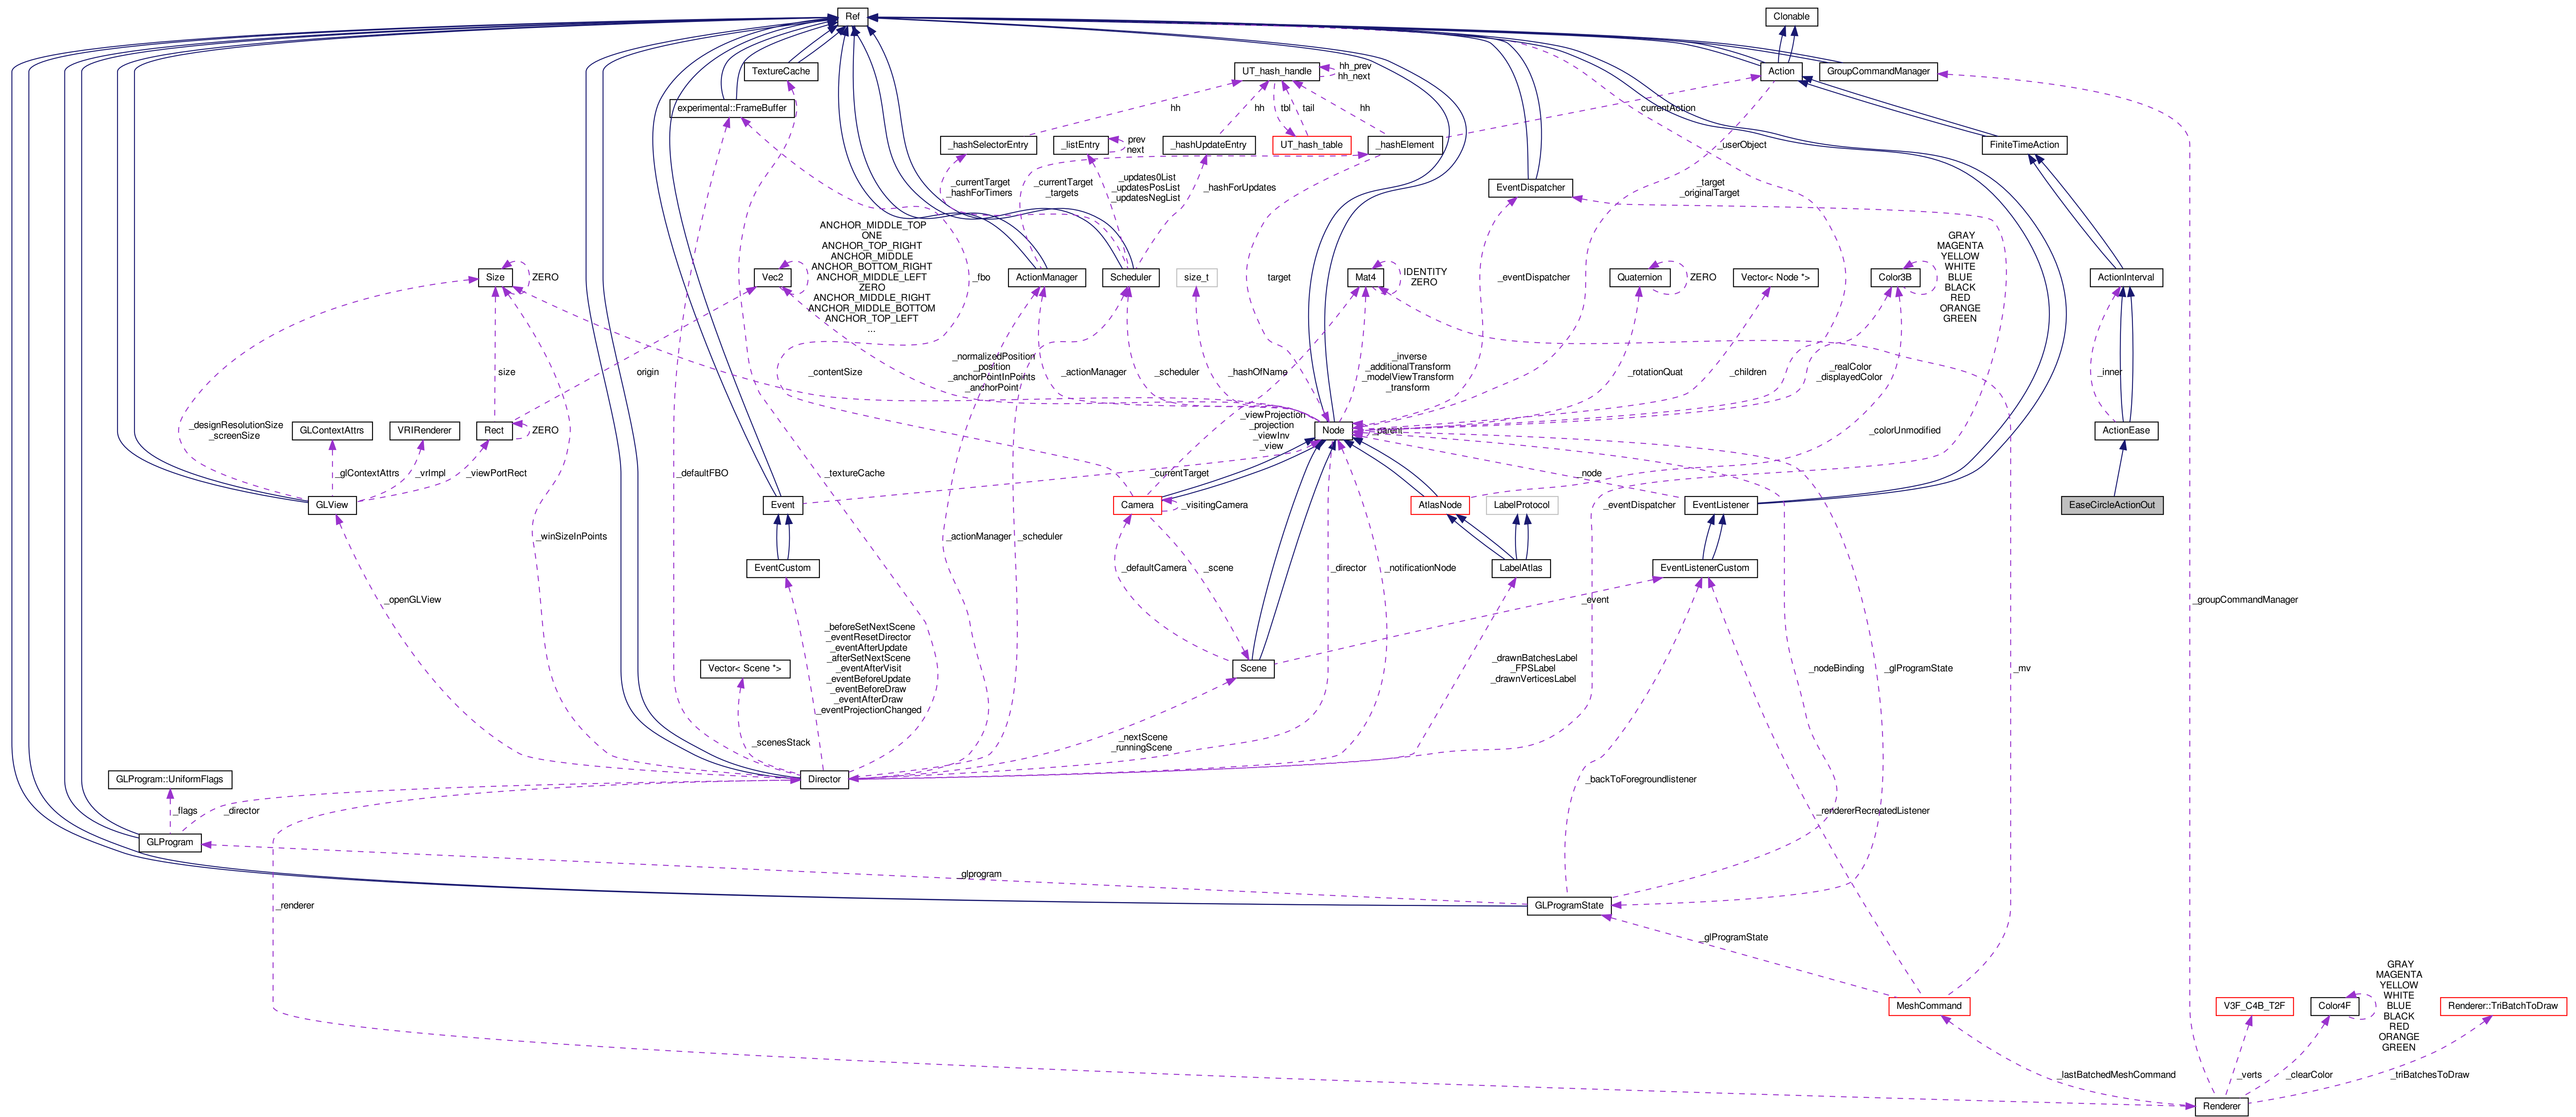 Ref
Clonable
TextureCache
UT_hash_handle
hh_prev
hh_next
Action
GroupCommandManager
experimental::FrameBuffer
hh
hh
tbl
tail
hh
currentAction
_hashSelectorEntry
_listEntry
prev
next
_hashUpdateEntry
UT_hash_table
_hashElement
_userObject
FiniteTimeAction
_currentTarget
_hashForTimers
_currentTarget
_targets
_updates0List
_updatesPosList
_updatesNegList
_hashForUpdates
EventDispatcher
_target
_originalTarget
ANCHOR_MIDDLE_TOP
ONE
ANCHOR_TOP_RIGHT
ANCHOR_MIDDLE
ANCHOR_BOTTOM_RIGHT
ANCHOR_MIDDLE_LEFT
ZERO
ANCHOR_MIDDLE_RIGHT
ANCHOR_MIDDLE_BOTTOM
ANCHOR_TOP_LEFT
...
GRAY
MAGENTA
YELLOW
WHITE
BLUE
BLACK
RED
ORANGE
GREEN
Size
ZERO
Vec2
_fbo
ActionManager
Scheduler
size_t
target
Mat4
IDENTITY
ZERO
_eventDispatcher
Quaternion
ZERO
Vector< Node *>
Color3B
ActionInterval
size
origin
_contentSize
_normalizedPosition
_position
_anchorPointInPoints
_anchorPoint
_actionManager
_scheduler
_hashOfName
_inverse
_additionalTransform
_modelViewTransform
_transform
_rotationQuat
_children
_realColor
_displayedColor
_inner
_designResolutionSize
_screenSize
GLContextAttrs
VRIRenderer
Rect
ZERO
_viewProjection
_projection
_viewInv
_view
Node
_parent
_colorUnmodified
ActionEase
_glContextAttrs
_vrImpl
_viewPortRect
_defaultFBO
_textureCache
_currentTarget
_node
GLView
Event
Camera
_visitingCamera
AtlasNode
LabelProtocol
_eventDispatcher
EventListener
EaseCircleActionOut
_winSizeInPoints
_actionManager
_scheduler
EventCustom
_defaultCamera
_scene
_director
_notificationNode
LabelAtlas
EventListenerCustom
_openGLView
_event
_groupCommandManager
_beforeSetNextScene
_eventResetDirector
_eventAfterUpdate
_afterSetNextScene
_eventAfterVisit
_eventBeforeUpdate
_eventBeforeDraw
_eventAfterDraw
_eventProjectionChanged
Vector< Scene *>
Scene
_drawnBatchesLabel
_FPSLabel
_drawnVerticesLabel
_nodeBinding
_glProgramState
_mv
_scenesStack
_nextScene
_runningScene
GLProgram::UniformFlags
Director
_backToForegroundlistener
_flags
_director
_rendererRecreatedListener
GLProgram
_glprogram
_renderer
GLProgramState
_glProgramState
GRAY
MAGENTA
YELLOW
WHITE
BLUE
BLACK
RED
ORANGE
GREEN
MeshCommand
V3F_C4B_T2F
Color4F
Renderer::TriBatchToDraw
_lastBatchedMeshCommand
_verts
_clearColor
_triBatchesToDraw
Renderer